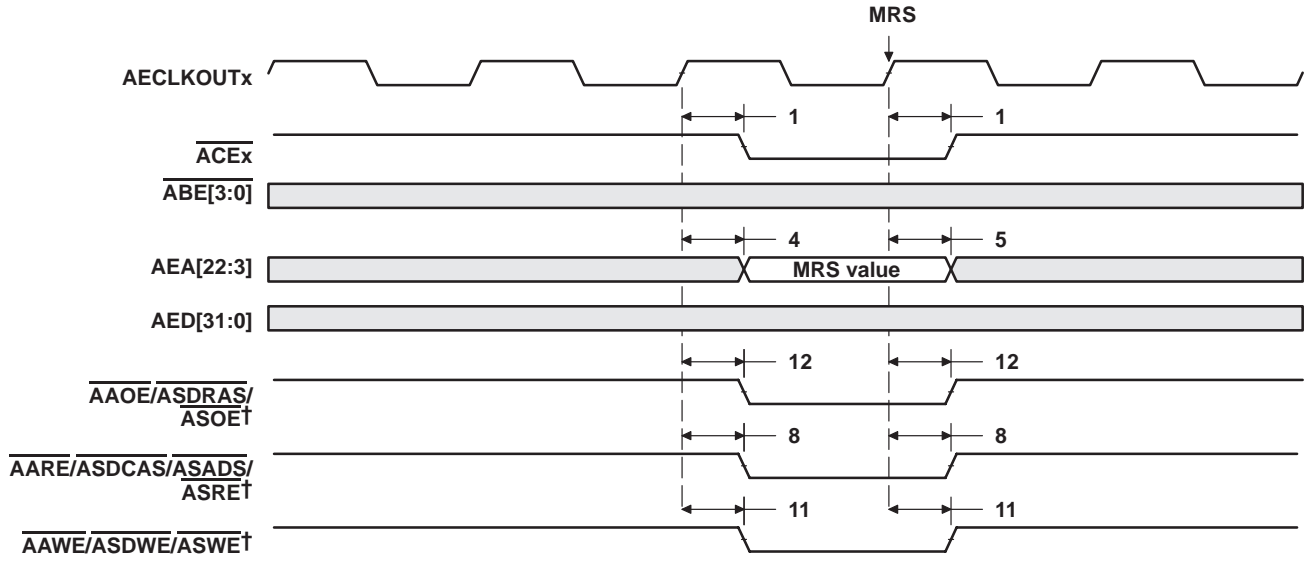 MRS
AECLKOUTx
1 1
ACEx
ABE[3:0]
4 5
AEA[22:3] MRS value
AED[31:0]
12 12
AAOE/ASDRAS/
ASOE†
8 8
AARE/ASDCAS/ASADS/
ASRE†
11 11
AAWE/ASDWE/ASWE†